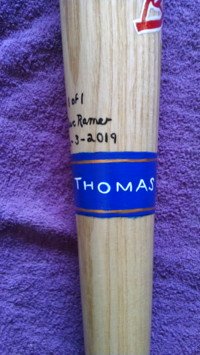 of 1
Ramer
-3-2019
THOMAS